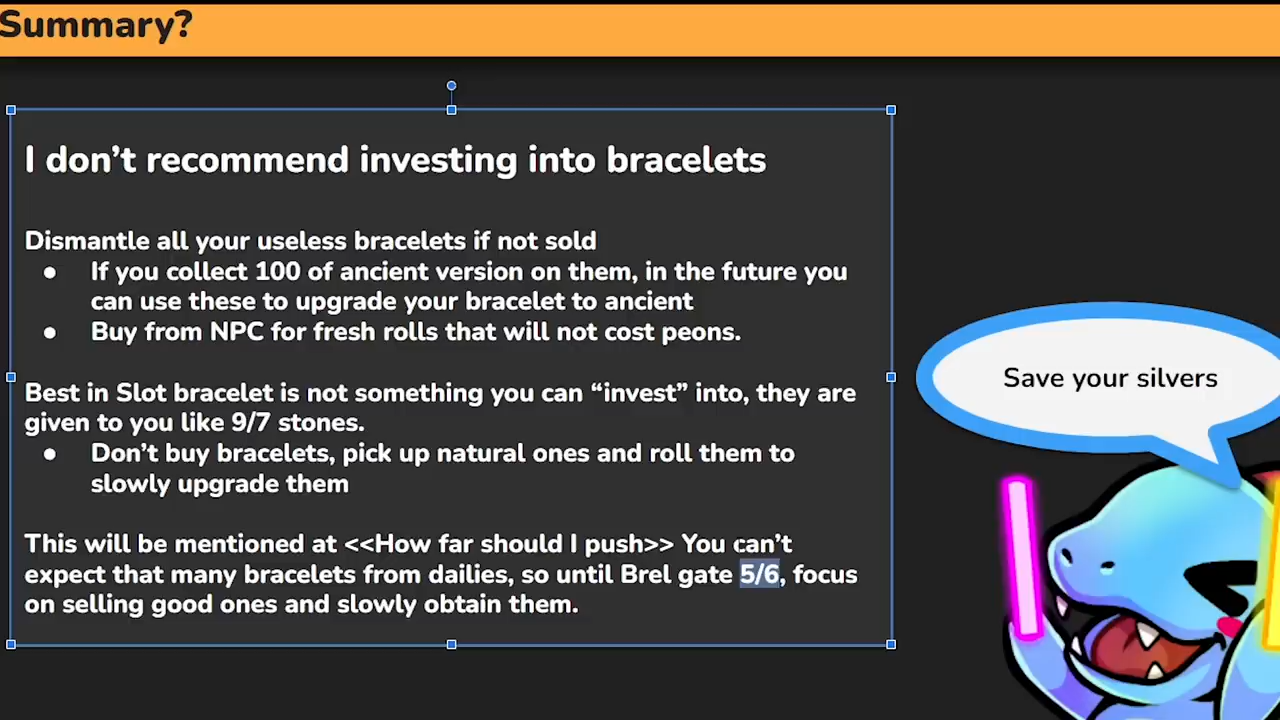 Summary?
I don’t recommend investing into bracelets
Dismantle all your useless bracelets if not sold
● If you collect 100 of ancient version on them, in the future you
can use these to upgrade your bracelet to ancient
● Buy from NPC for fresh rolls that will not cost peons.
Best in Slot bracelet is not something you can “invest” into, they are
given to you like 9/7 stones.
● Don’t buy bracelets, pick up natural ones and roll them to
slowly upgrade them
This will be mentioned at <<How far should I push>> You can’t
expect that many bracelets from dailies, so until Brel gate 5/6, focus
on selling good ones and slowly obtain them.
Save your silvers